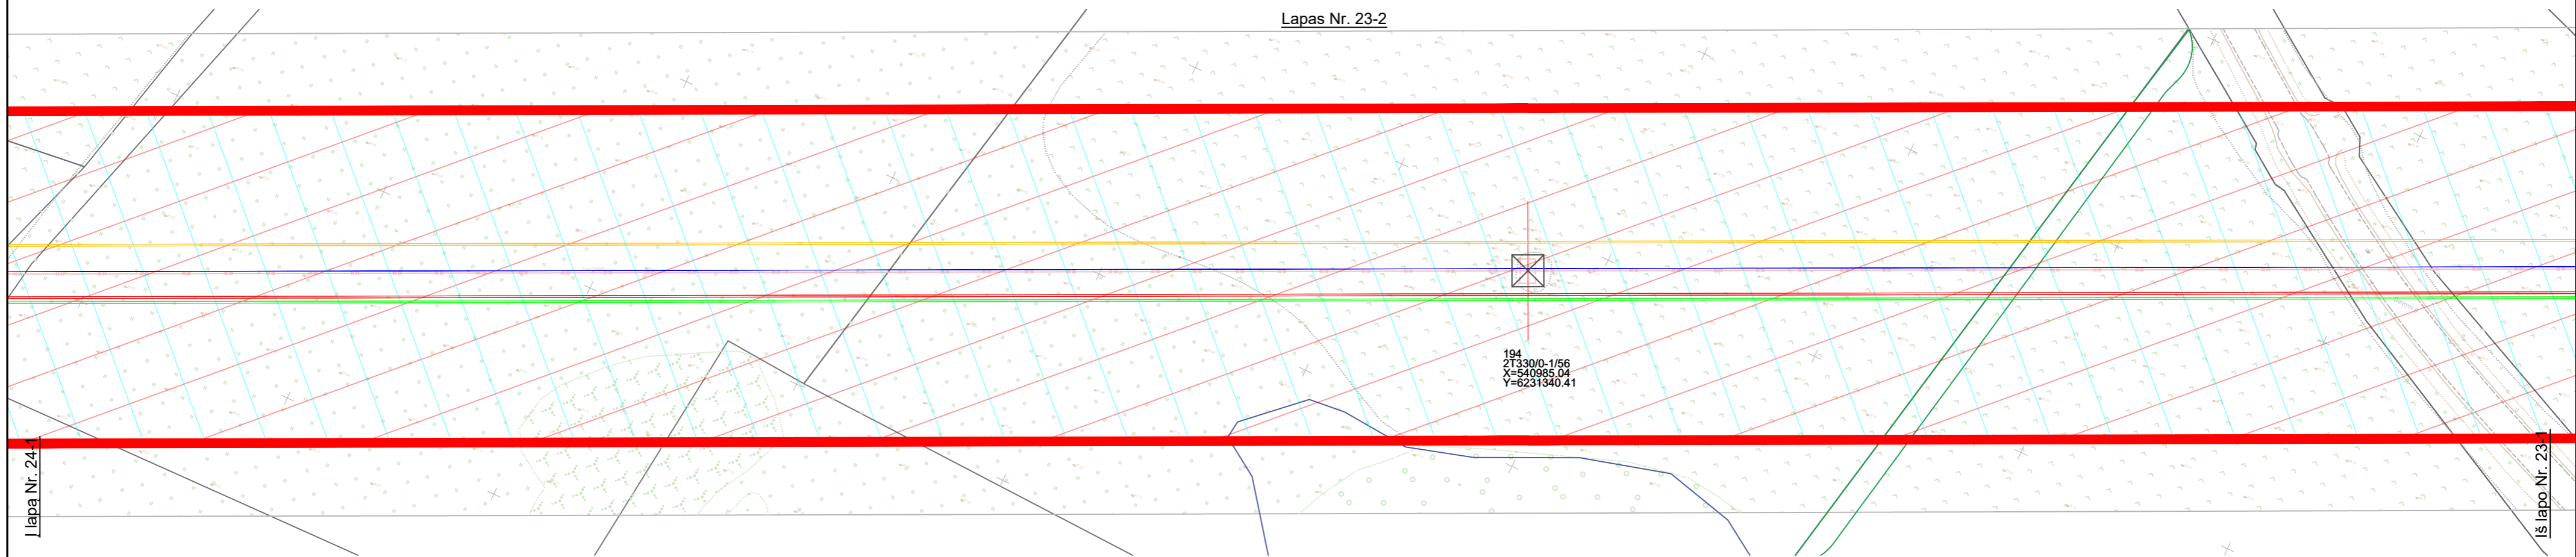 Lapas Nr. 23-2
194
2T330/0-1/56
X=540985.04
Y=6231340.41
Į lapą Nr. 24-1
Iš lapo Nr. 23-1